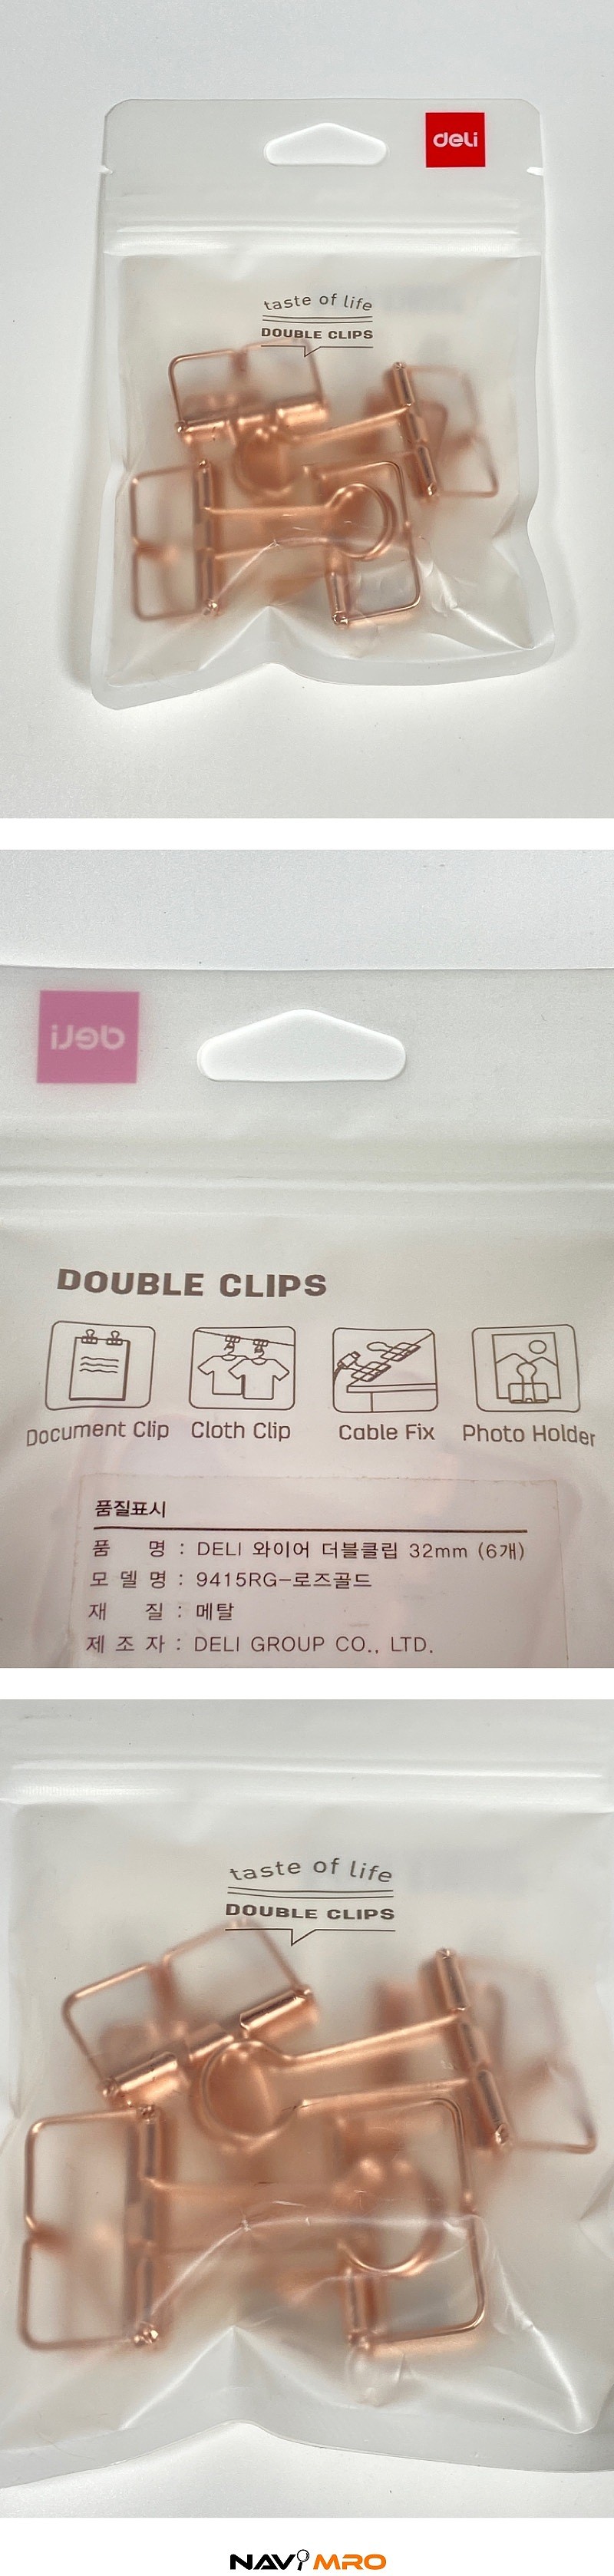 deli
taste of life
DOUBLE CLIPS
deli
DOUBLE CLIPS
Document Clip Cloth Clip Cable Fix Photo Holder
품질표시
품 명 : DELI 와이어 더블클립 32mm (6개)
모 델 명 : 9415RG-로즈골드
재 질 : 메탈
제 조 자 : DELI GROUP CO., LTD.
taste of life
DOUBLE CLIPS
NAVI MRO